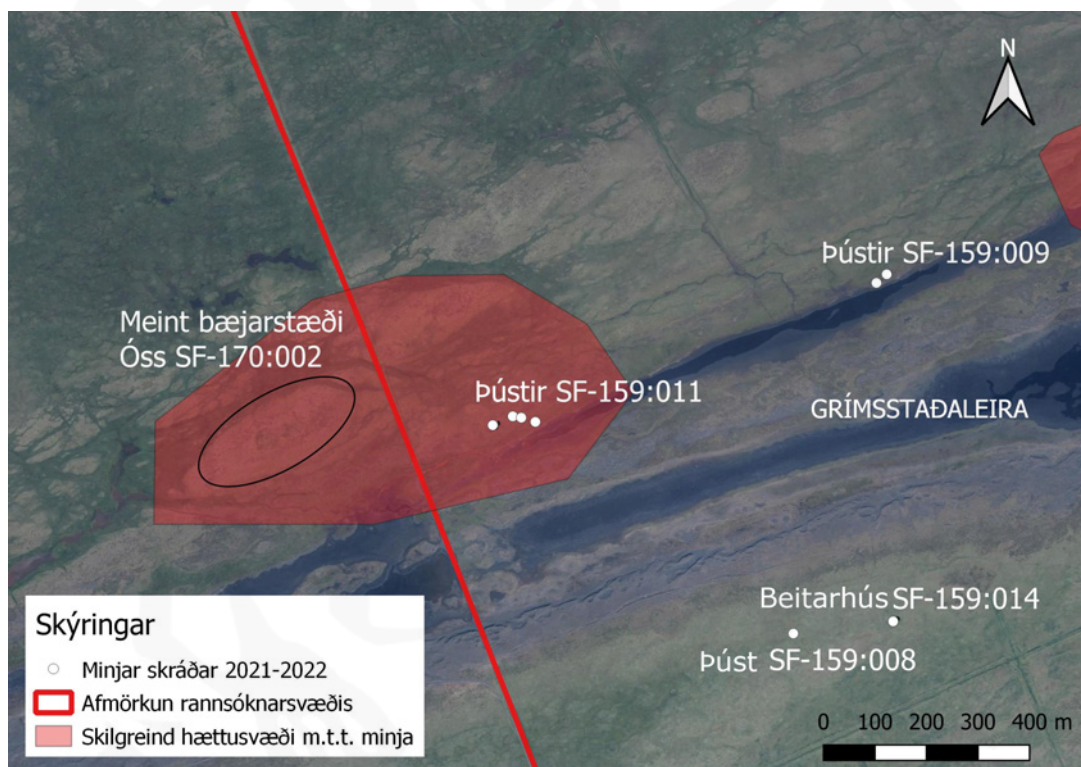 N
Þústir SF-159:009
Meint bæjarstæði
Óss SF-170:002
Þústir SF-159:011
GRÍMSSTAÐALEIRA
Beitarhús SF-159:014
Þúst SF-159:008
Skýringar
Minjar skráðar 2021-2022
Afmörkun rannsóknarsvæðis
Skilgreind hættusvæði m.t.t. minja
0 100 200 300 400 m